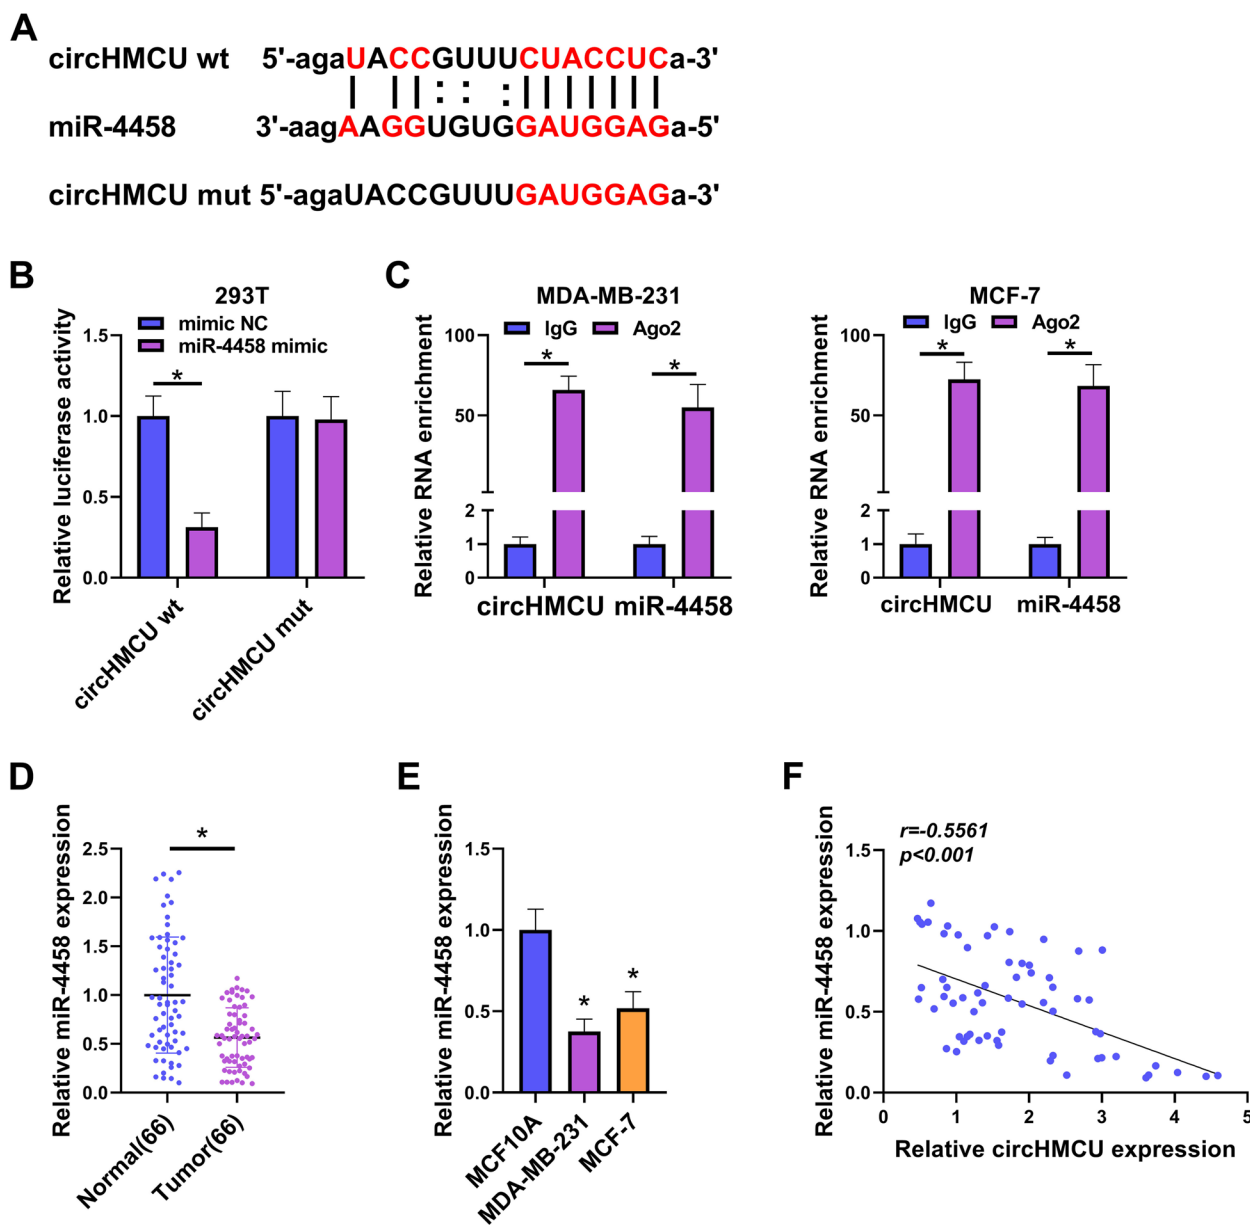 A
circHMCU wt 5'-agaUACCGUUUCUACCUCa-3'
miR-4458 3'-aagAAGGUGUGGAUGGAGa-5'
circHMCU mut 5'-agaUACCGUUUGAUGGAGa-3'
B
293T
mimic NC
miR-4458 mimic
*
Relative luciferase activity
1.5
1.0
0.5
0.0
circHMCU wt
circHMCU mut
C
MDA-MB-231
IgG Ago2
* *
Relative RNA enrichment
100
50
2
1
0
circHMCU miR-4458
MCF-7
IgG Ago2
* *
Relative RNA enrichment
100
50
2
1
0
circHMCU miR-4458
D
*
Relative miR-4458 expression
2.5
2.0
1.5
1.0
0.5
0.0
Normal(66)
Tumor(66)
E
Relative miR-4458 expression
1.5
1.0
0.5
0.0
* *
MCF10A
MDA-MB-231
MCF-7
F
r=-0.5561
p<0.001
Relative miR-4458 expression
1.5
1.0
0.5
0.0
0 1 2 3 4 5
Relative circHMCU expression